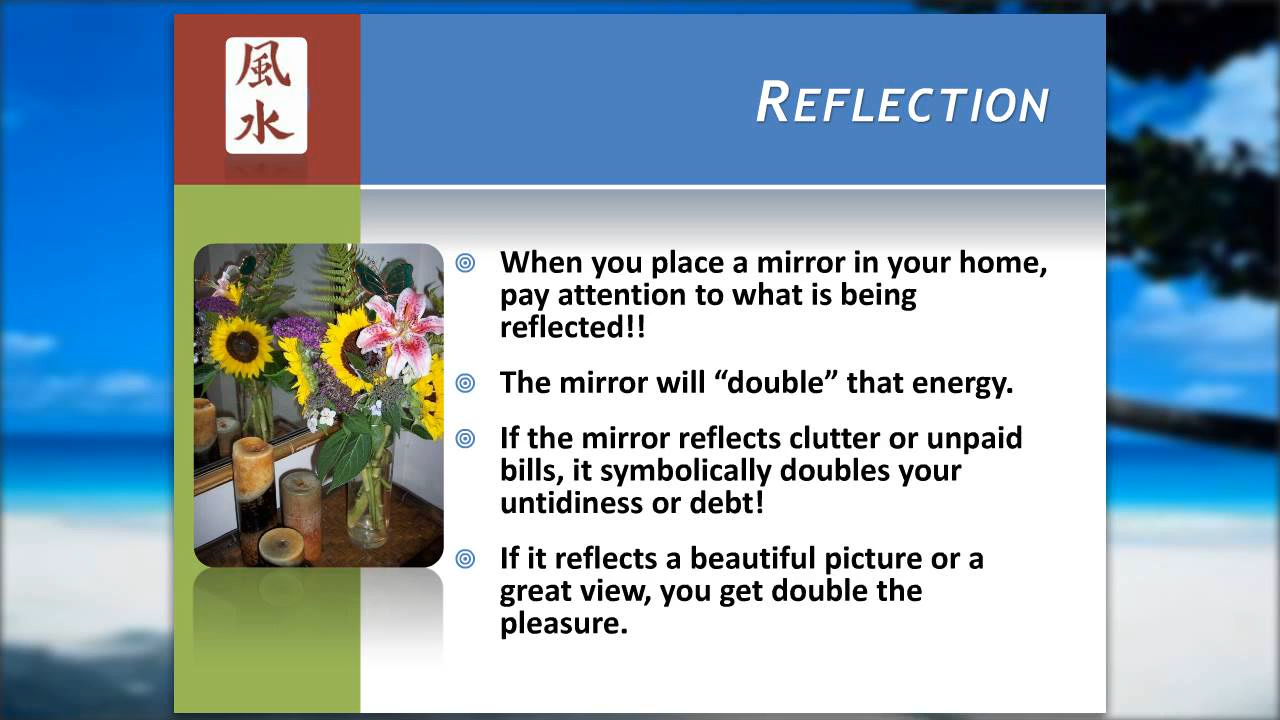 風
水
REFLECTION
When you place a mirror in your home,
pay attention to what is being
reflected!!
The mirror will “double” that energy.
If the mirror reflects clutter or unpaid
bills, it symbolically doubles your
untidiness or debt!
If it reflects a beautiful picture or a
great view, you get double the
pleasure.